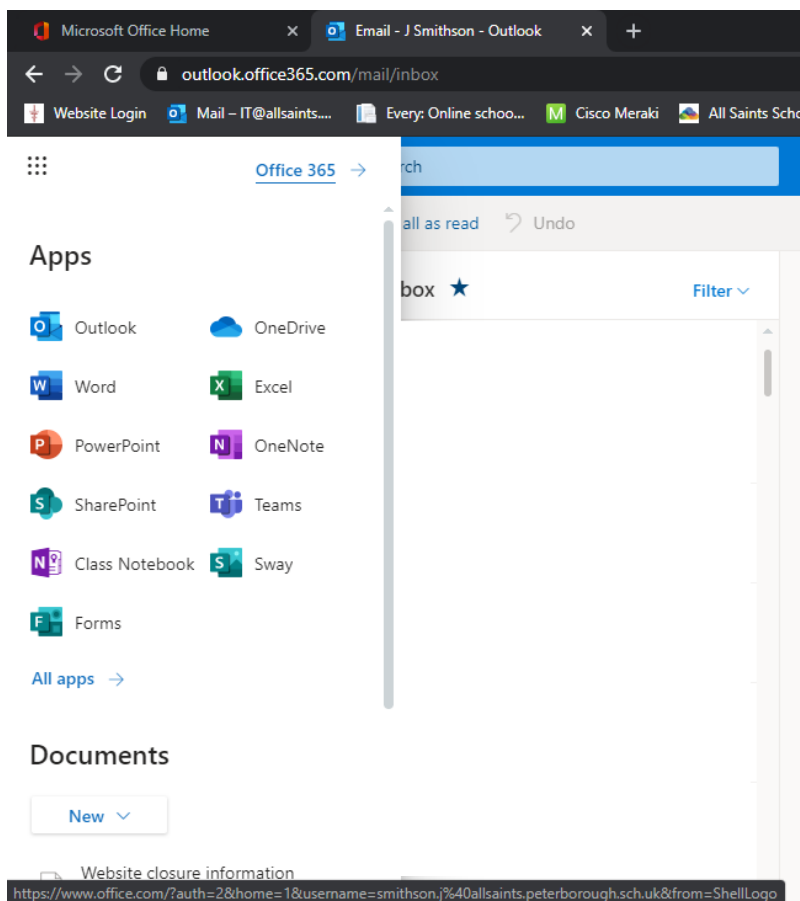 Microsoft Office Home
Email - J Smithson - Outlook
outlook.office365.com/mail/inbox
Website Login Mail – IT@allsaints.... Every: Online schoo... M Cisco Meraki All Saints Scho
Office 365 → rch
all as read Undo
Apps
box ★ Filter
Outlook OneDrive
Word Excel
PowerPoint OneNote
SharePoint Teams
Class Notebook Sway
Forms
All apps →
Documents
New
Website closure information
https://www.office.com/?auth=2&home=1&username=smithson.j%40allsaints.peterborough.sch.uk&from=ShellLogo